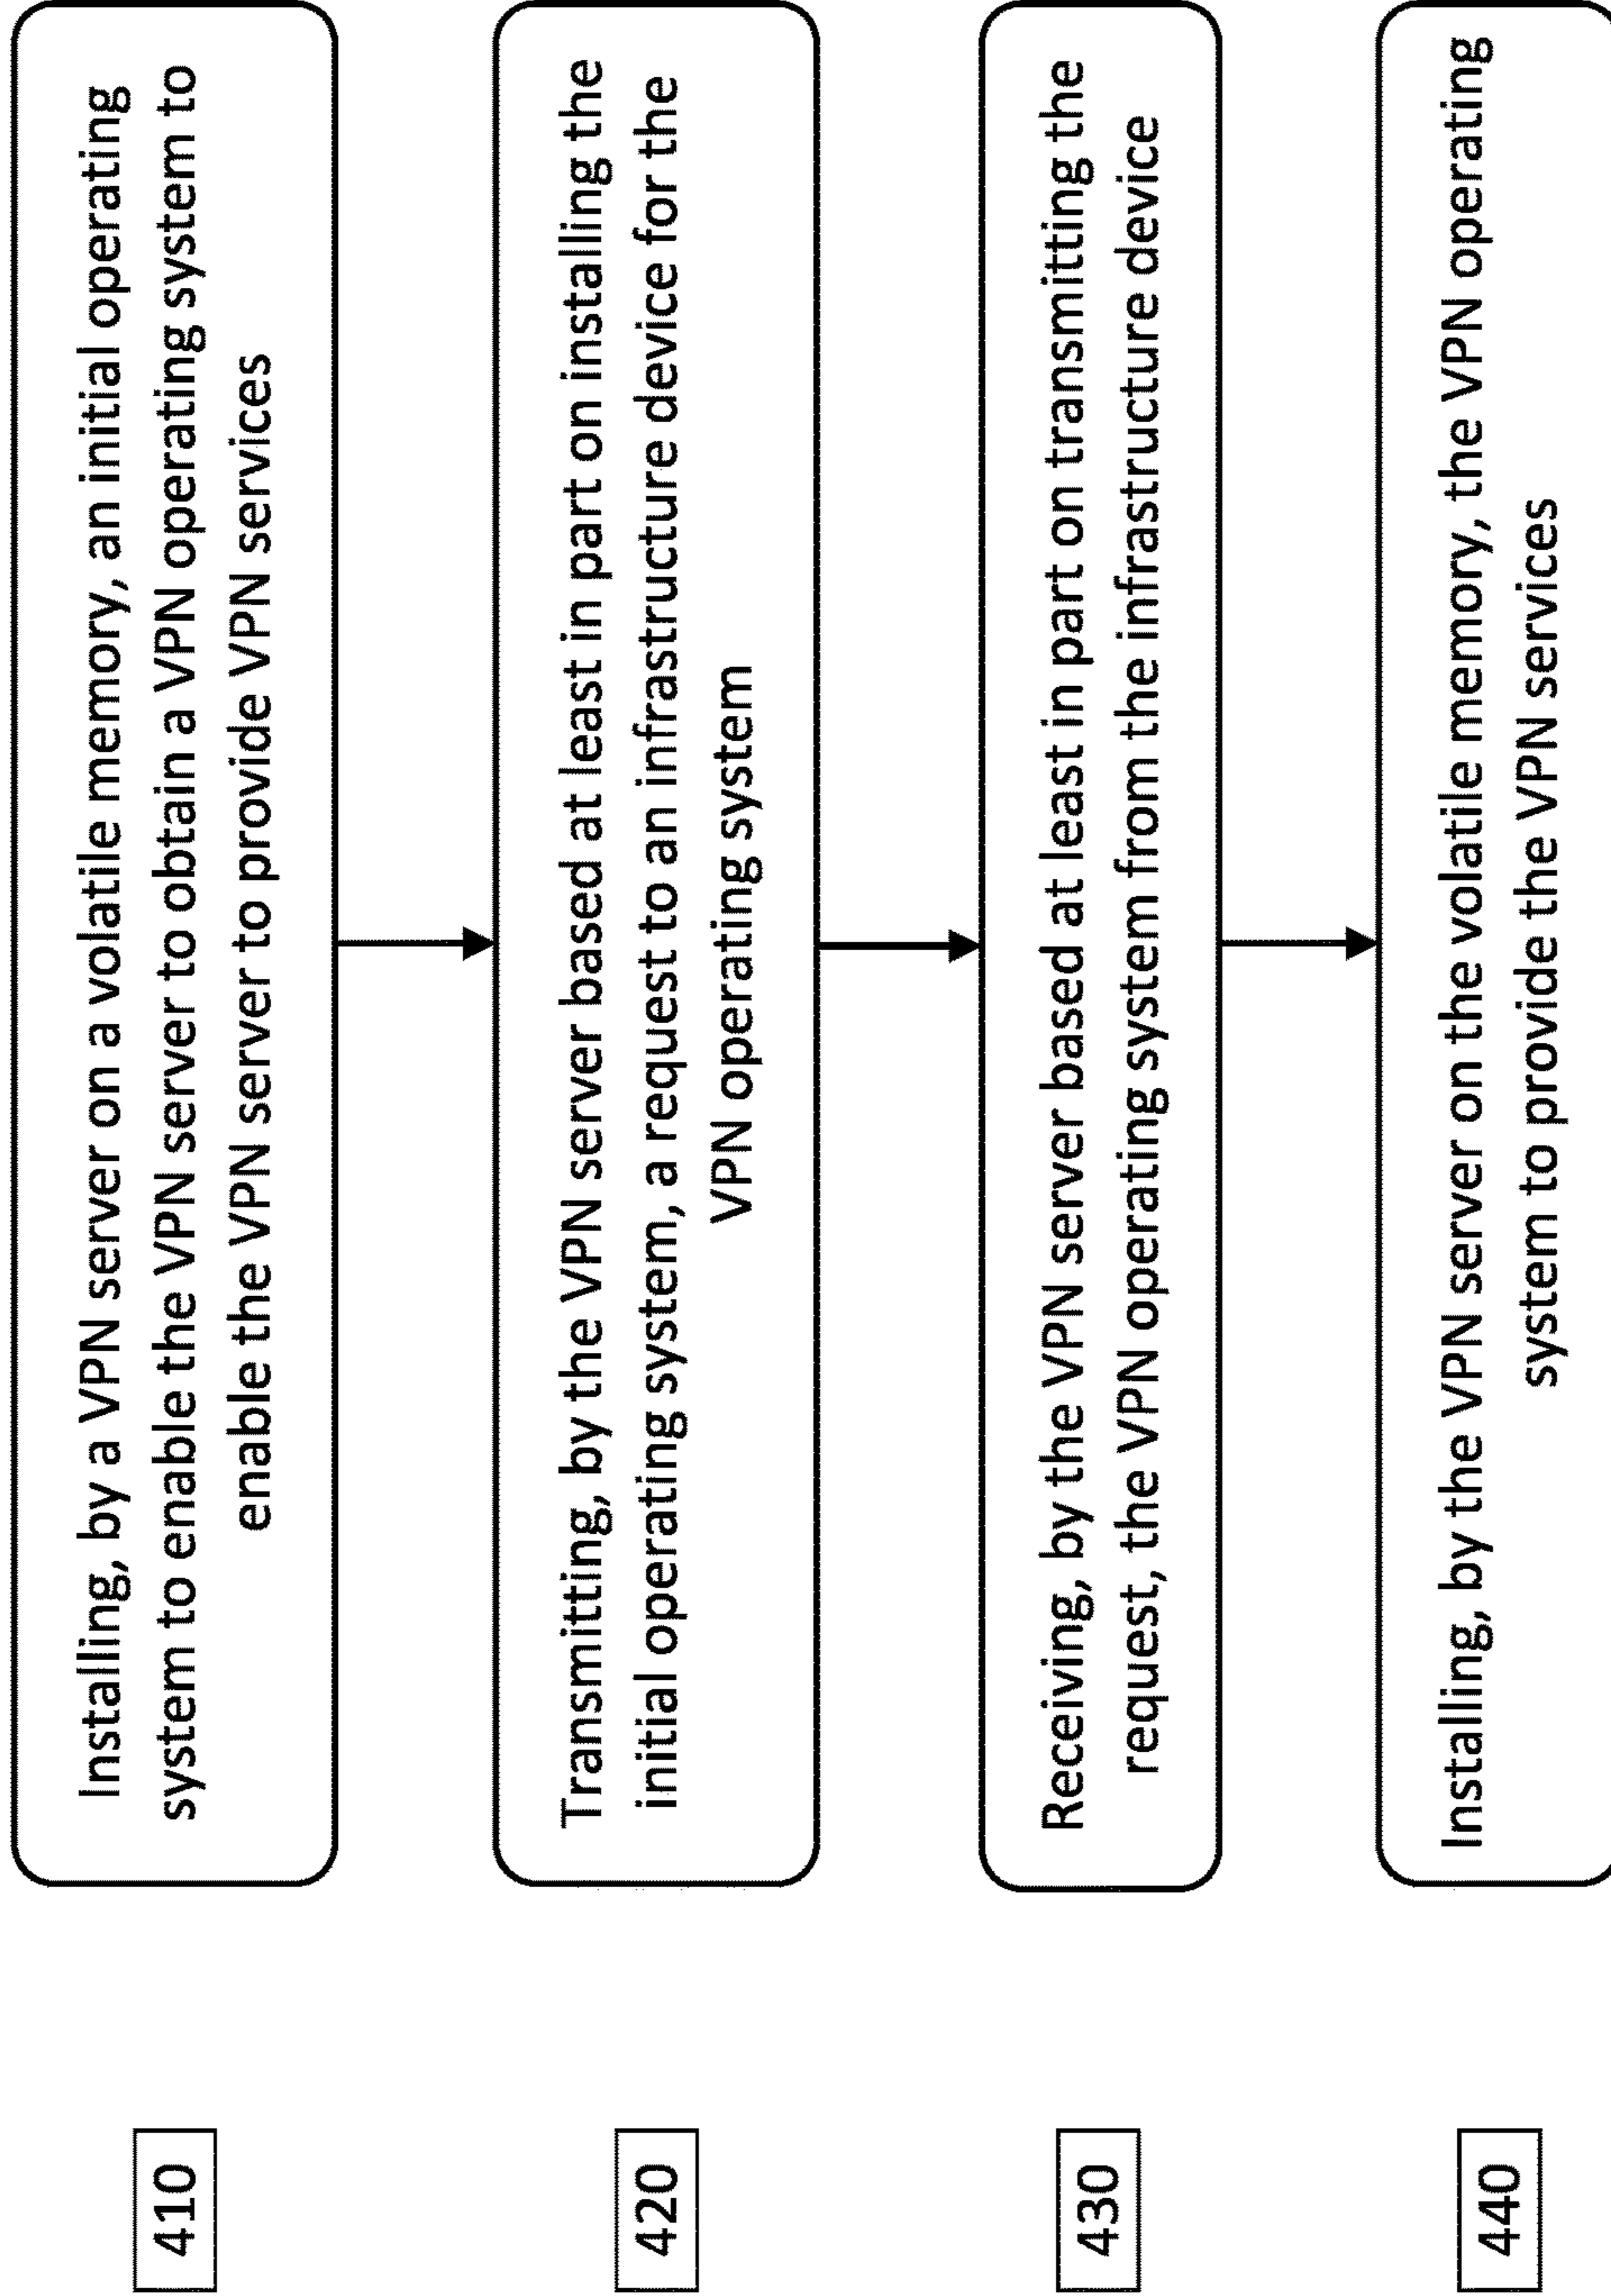 410
Installing, by a VPN server on a volatile memory, an initial operating
system to enable the VPN server to obtain a VPN operating system to
enable the VPN server to provide VPN services
420
Transmitting, by the VPN server based at least in part on installing the
initial operating system, a request to an infrastructure device for the
VPN operating system
430
Receiving, by the VPN server based at least in part on transmitting the
request, the VPN operating system from the infrastructure device
440
Installing, by the VPN server on the volatile memory, the VPN operating
system to provide the VPN services